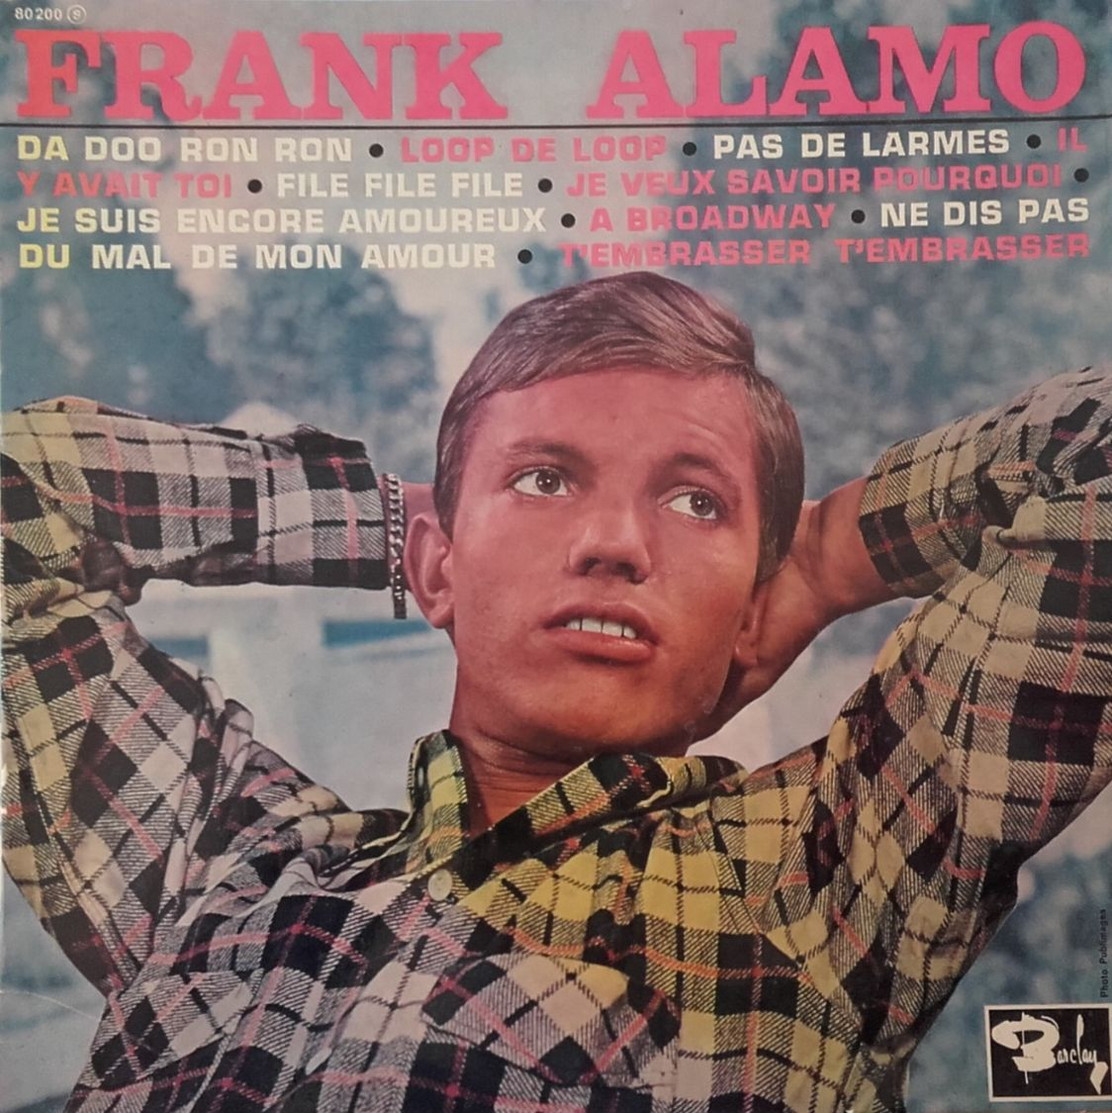 80 200 S
FRANK ALAMO
DA DOO RON RON • LOOP DE LOOP • PAS DE LARMES • IL
Y AVAIT TOI • FILE FILE FILE • JE VEUX SAVOIR POURQUOI •
JE SUIS ENCORE AMOUREUX • A BROADWAY • NE DIS PAS
DU MAL DE MON AMOUR • T'EMBRASSER T'EMBRASSER
Photo
Barclay